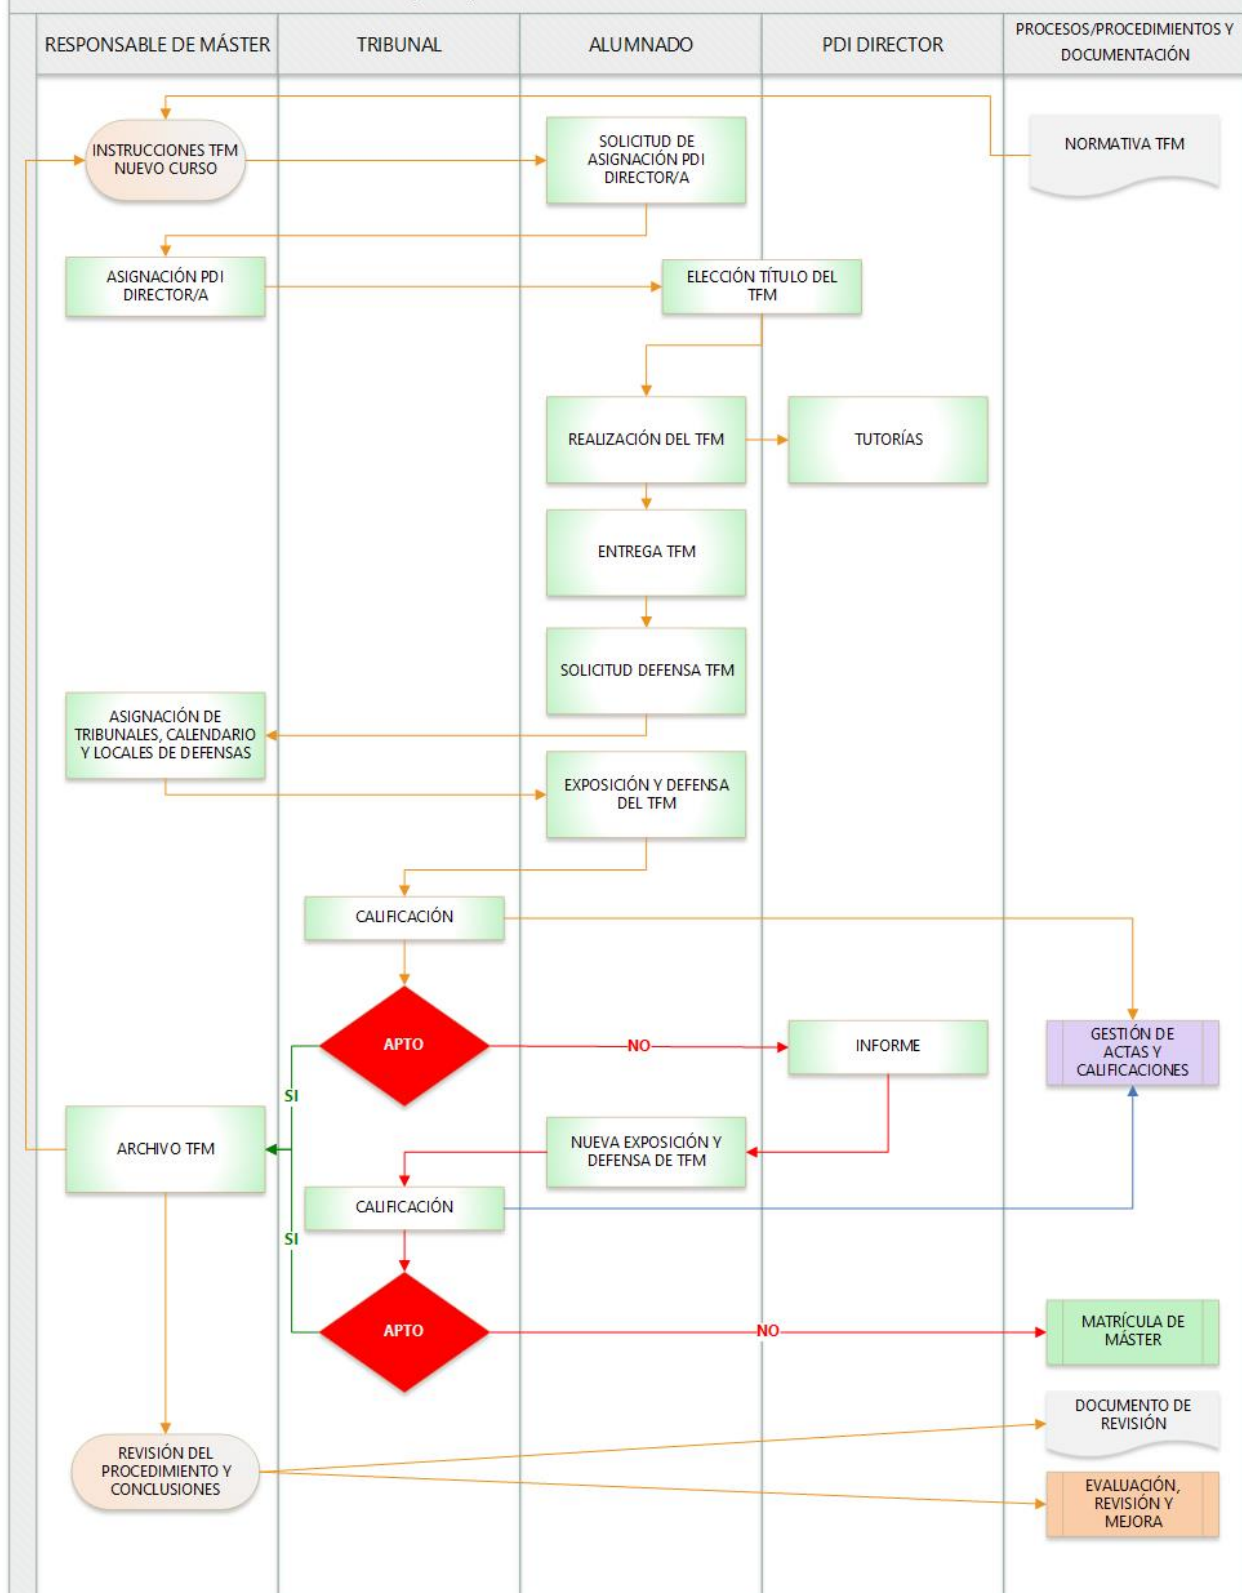 RESPONSABLE DE MÁSTER
TRIBUNAL
ALUMNADO
PDI DIRECTOR
PROCESOS/PROCEDIMIENTOS Y
DOCUMENTACIÓN
INSTRUCCIONES TFM
NUEVO CURSO
SOLICITUD DE
ASIGNACIÓN PDI
DIRECTOR/A
NORMATIVA TFM
ASIGNACIÓN PDI
DIRECTOR/A
ELECCIÓN TÍTULO DEL
TFM
REALIZACIÓN DEL TFM
TUTORÍAS
ENTREGA TFM
SOLICITUD DEFENSA TFM
ASIGNACIÓN DE
TRIBUNALES, CALENDARIO
Y LOCALES DE DEFENSAS
EXPOSICIÓN Y DEFENSA
DEL TFM
CALIFICACIÓN
APTO
NO
INFORME
GESTIÓN DE
ACTAS Y
CALIFICACIONES
SI
ARCHIVO TFM
NUEVA EXPOSICIÓN Y
DEFENSA DE TFM
CALIFICACIÓN
SI
APTO
NO
MATRÍCULA DE
MÁSTER
DOCUMENTO DE
REVISIÓN
REVISIÓN DEL
PROCEDIMIENTO Y
CONCLUSIONES
EVALUACIÓN,
REVISIÓN Y
MEJORA